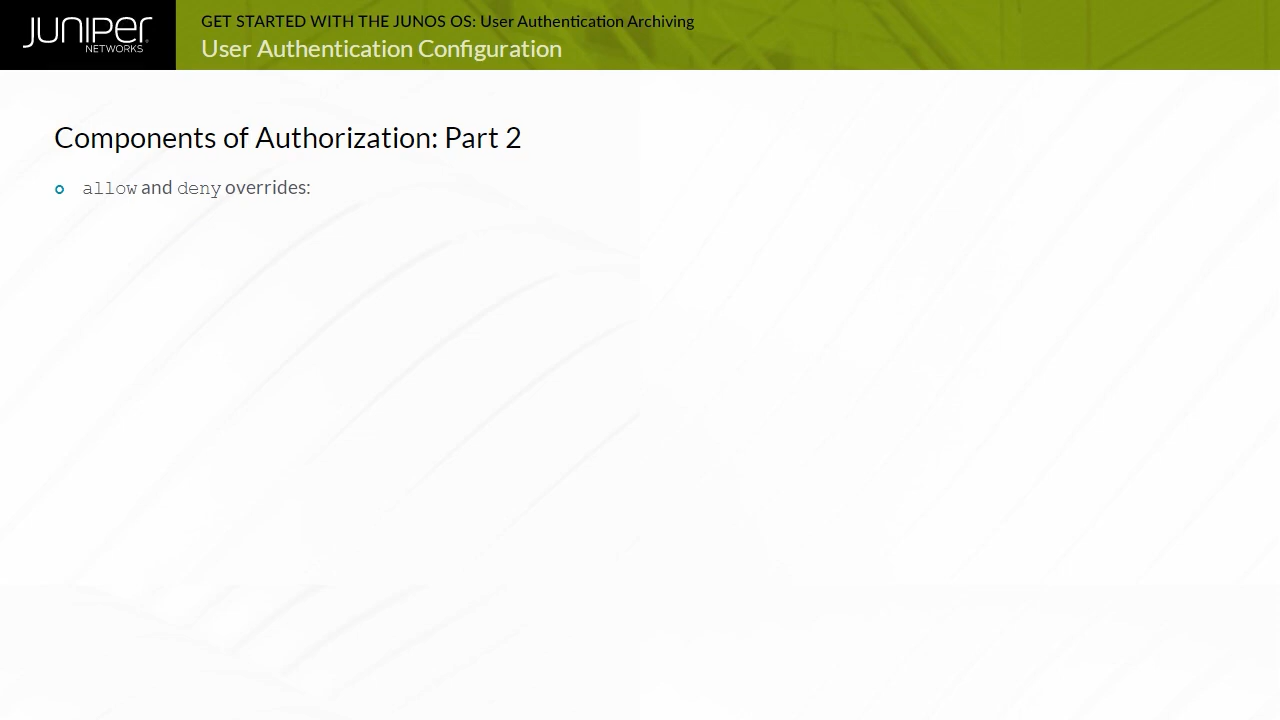 JUNIPER
NETWORKS
GET STARTED WITH THE JUNOS OS: User Authentication Archiving
User Authentication Configuration
Components of Authorization: Part 2
allow and deny overrides: